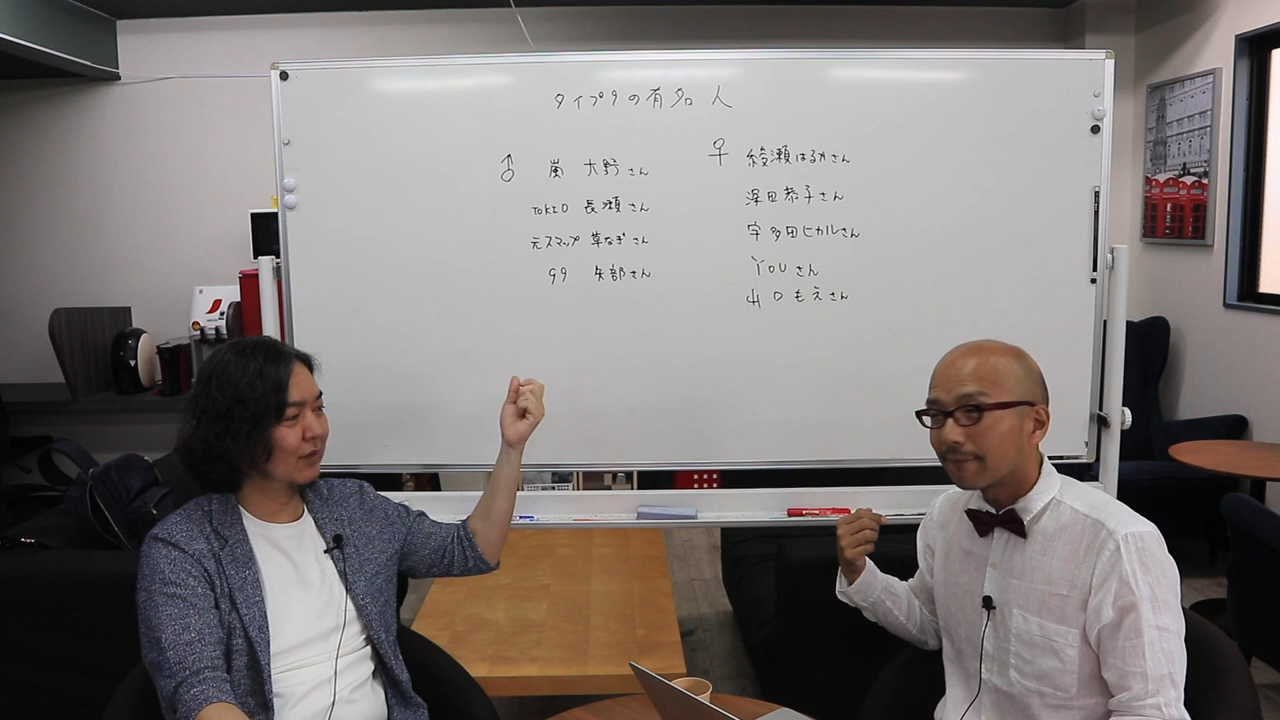 タイプ9の有名人
♂ 嵐 大野さん
TOKIO 長瀬さん
元スマップ 草なぎさん
99 矢部さん
♀ 綾瀬はるかさん
深田恭子さん
宇多田ヒカルさん
YOUさん
山口もえさん